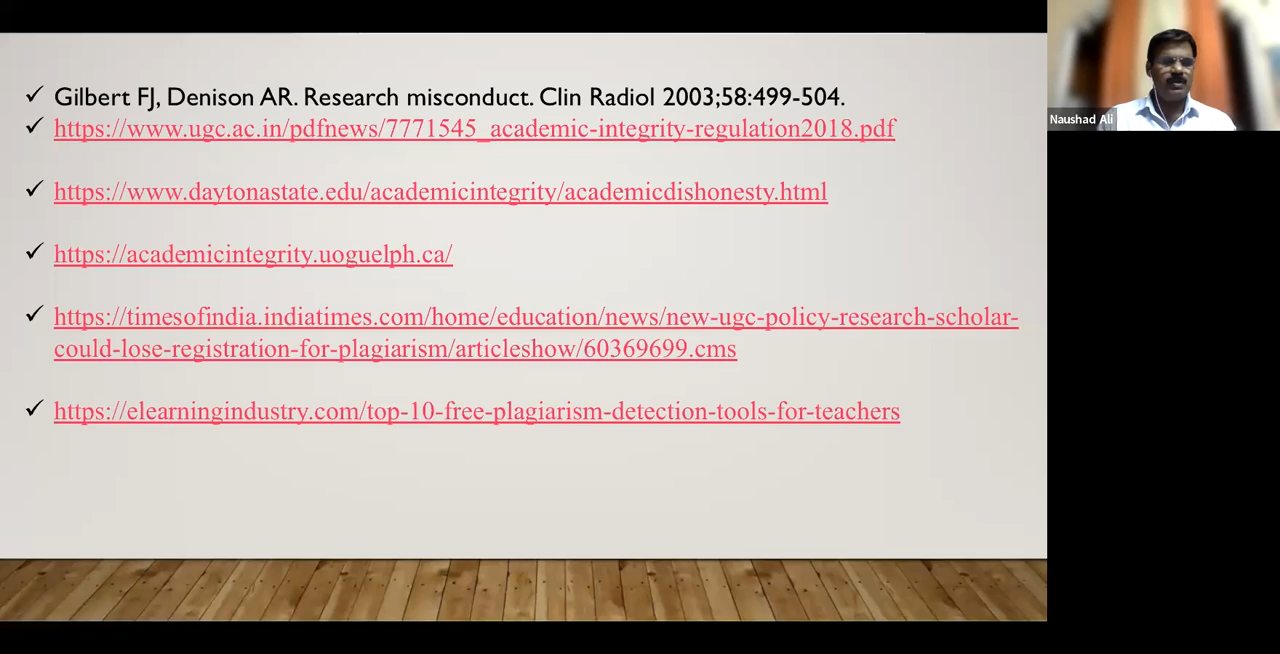 Gilbert FJ, Denison AR. Research misconduct. Clin Radiol 2003;58:499-504.
https://www.ugc.ac.in/pdfnews/7771545_academic-integrity-regulation2018.pdf
https://www.daytonastate.edu/academicintegrity/academicdishonesty.html
https://academicintegrity.uoguelph.ca/
https://timesofindia.indiatimes.com/home/education/news/new-ugc-policy-research-scholar-
could-lose-registration-for-plagiarism/articleshow/60369699.cms
https://elearningindustry.com/top-10-free-plagiarism-detection-tools-for-teachers
Naushad Ali